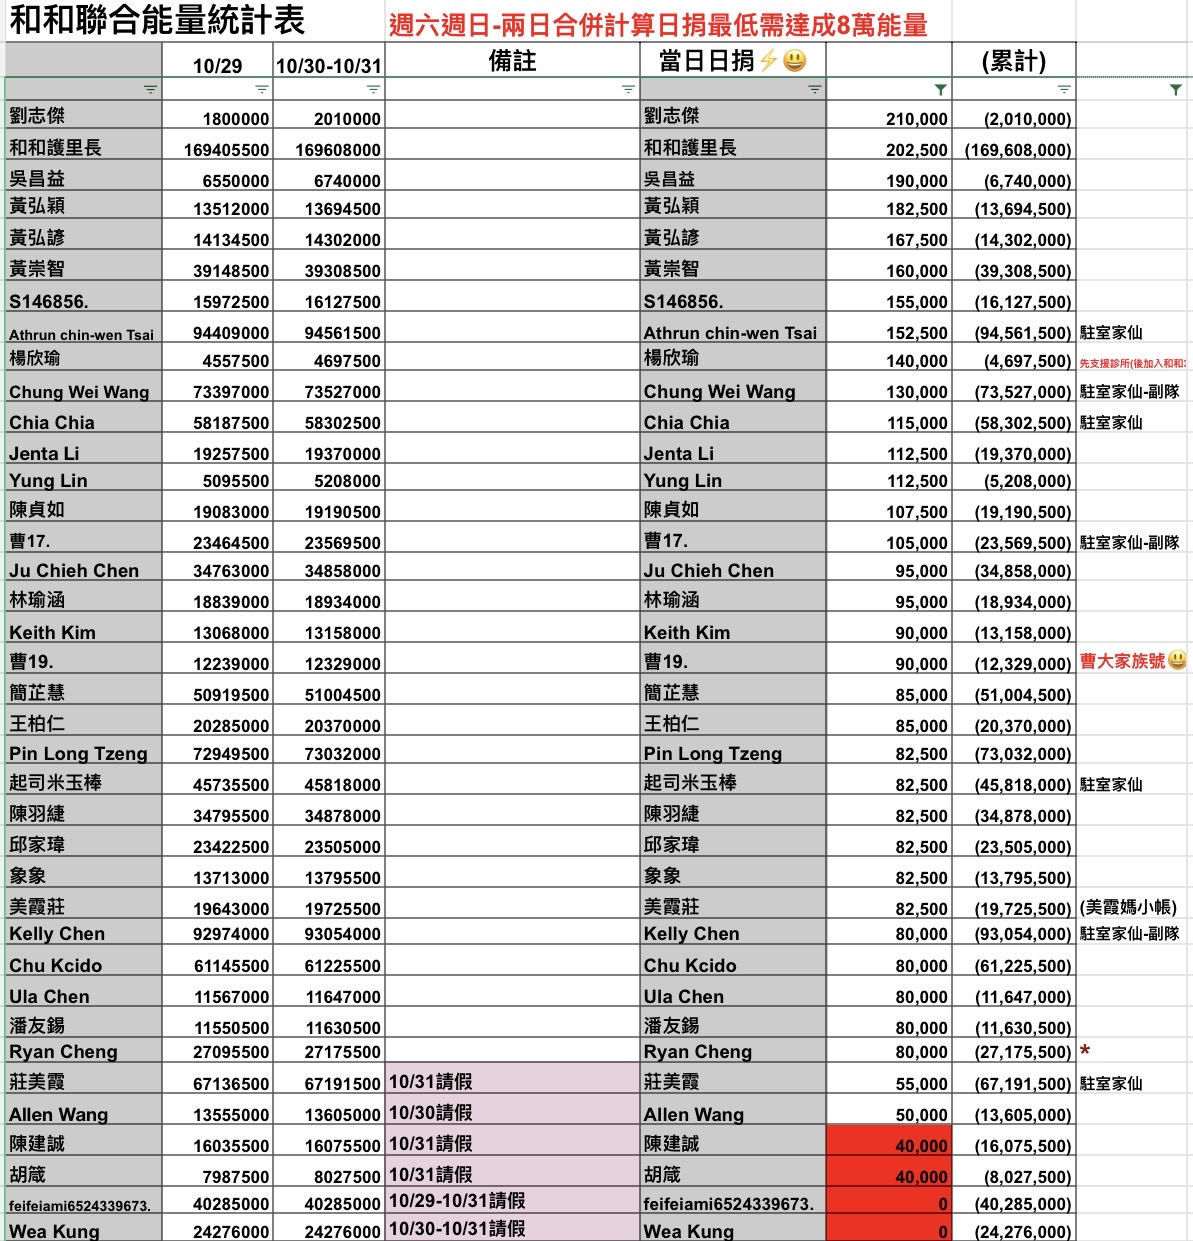 和和聯合能量統計表 週六週日-兩日合併計算日捐最低需達成8萬能量
10/29 10/30-10/31 備註 當日日捐⚡😃 (累計)
劉志傑 1800000 2010000 劉志傑 210,000 (2,010,000)
和和護里長 169405500 169608000 和和護里長 202,500 (169,608,000)
吳昌益 6550000 6740000 吳昌益 190,000 (6,740,000)
黃弘穎 13512000 13694500 黃弘穎 182,500 (13,694,500)
黃弘諺 14134500 14302000 黃弘諺 167,500 (14,302,000)
黃崇智 39148500 39308500 黃崇智 160,000 (39,308,500)
S146856. 15972500 16127500 S146856. 155,000 (16,127,500)
Athrun chin-wen Tsai 94409000 94561500 Athrun chin-wen Tsai 152,500 (94,561,500) 駐室家仙
楊欣瑜 4557500 4697500 楊欣瑜 140,000 (4,697,500) 先支援診所(後加入和和
Chung Wei Wang 73397000 73527000 Chung Wei Wang 130,000 (73,527,000) 駐室家仙-副隊
Chia Chia 58187500 58302500 Chia Chia 115,000 (58,302,500) 駐室家仙
Jenta Li 19257500 19370000 Jenta Li 112,500 (19,370,000)
Yung Lin 5095500 5208000 Yung Lin 112,500 (5,208,000)
陳貞如 19083000 19190500 陳貞如 107,500 (19,190,500)
曹17. 23464500 23569500 曹17. 105,000 (23,569,500) 駐室家仙-副隊
Ju Chieh Chen 34763000 34858000 Ju Chieh Chen 95,000 (34,858,000)
林瑜涵 18839000 18934000 林瑜涵 95,000 (18,934,000)
Keith Kim 13068000 13158000 Keith Kim 90,000 (13,158,000)
曹19. 12239000 12329000 曹19. 90,000 (12,329,000) 曹大家族號😃
簡芷慧 50919500 51004500 簡芷慧 85,000 (51,004,500)
王柏仁 20285000 20370000 王柏仁 85,000 (20,370,000)
Pin Long Tzeng 72949500 73032000 Pin Long Tzeng 82,500 (73,032,000)
起司米玉棒 45735500 45818000 起司米玉棒 82,500 (45,818,000) 駐室家仙
陳羽緁 34795500 34878000 陳羽緁 82,500 (34,878,000)
邱家瑋 23422500 23505000 邱家瑋 82,500 (23,505,000)
象象 13713000 13795500 象象 82,500 (13,795,500)
美霞莊 19643000 19725500 美霞莊 82,500 (19,725,500) (美霞媽小帳)
Kelly Chen 92974000 93054000 Kelly Chen 80,000 (93,054,000) 駐室家仙-副隊
Chu Kcido 61145500 61225500 Chu Kcido 80,000 (61,225,500)
Ula Chen 11567000 11647000 Ula Chen 80,000 (11,647,000)
潘友錫 11550500 11630500 潘友錫 80,000 (11,630,500)
Ryan Cheng 27095500 27175500 Ryan Cheng 80,000 (27,175,500) *
莊美霞 67136500 67191500 10/31請假 莊美霞 55,000 (67,191,500) 駐室家仙
Allen Wang 13555000 13605000 10/30請假 Allen Wang 50,000 (13,605,000)
陳建誠 16035500 16075500 10/31請假 陳建誠 40,000 (16,075,500)
胡箴 7987500 8027500 10/31請假 胡箴 40,000 (8,027,500)
feifeiami6524339673. 40285000 40285000 10/29-10/31請假 feifeiami6524339673. 0 (40,285,000)
Wea Kung 24276000 24276000 10/30-10/31請假 Wea Kung 0 (24,276,000)